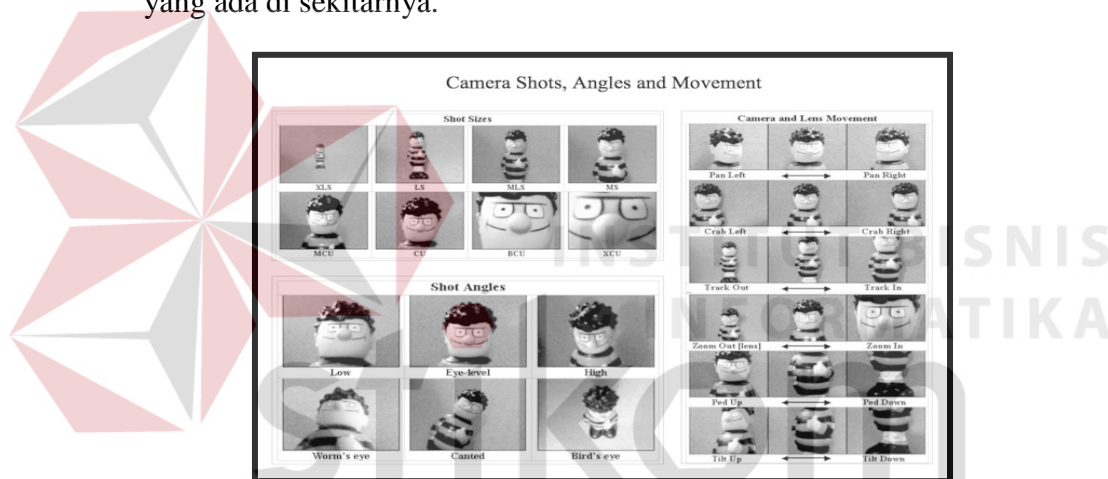 yang ada di sekitarnya.
Camera Shots, Angles and Movement
Shot Sizes
XLS LS MLS MS
MCU CU BCU XCU
Shot Angles
Low Eye-level High
Worm's eye Canted Bird's eye
Camera and Lens Movement
Pan Left Pan Right
Crab Left Crab Right
Track Out Track In
Zoom Out [lens] Zoom In
Ped Up Ped Down
Tilt Up Tilt Down
INSTITUT BISNIS
INFORMATIKA
stikom